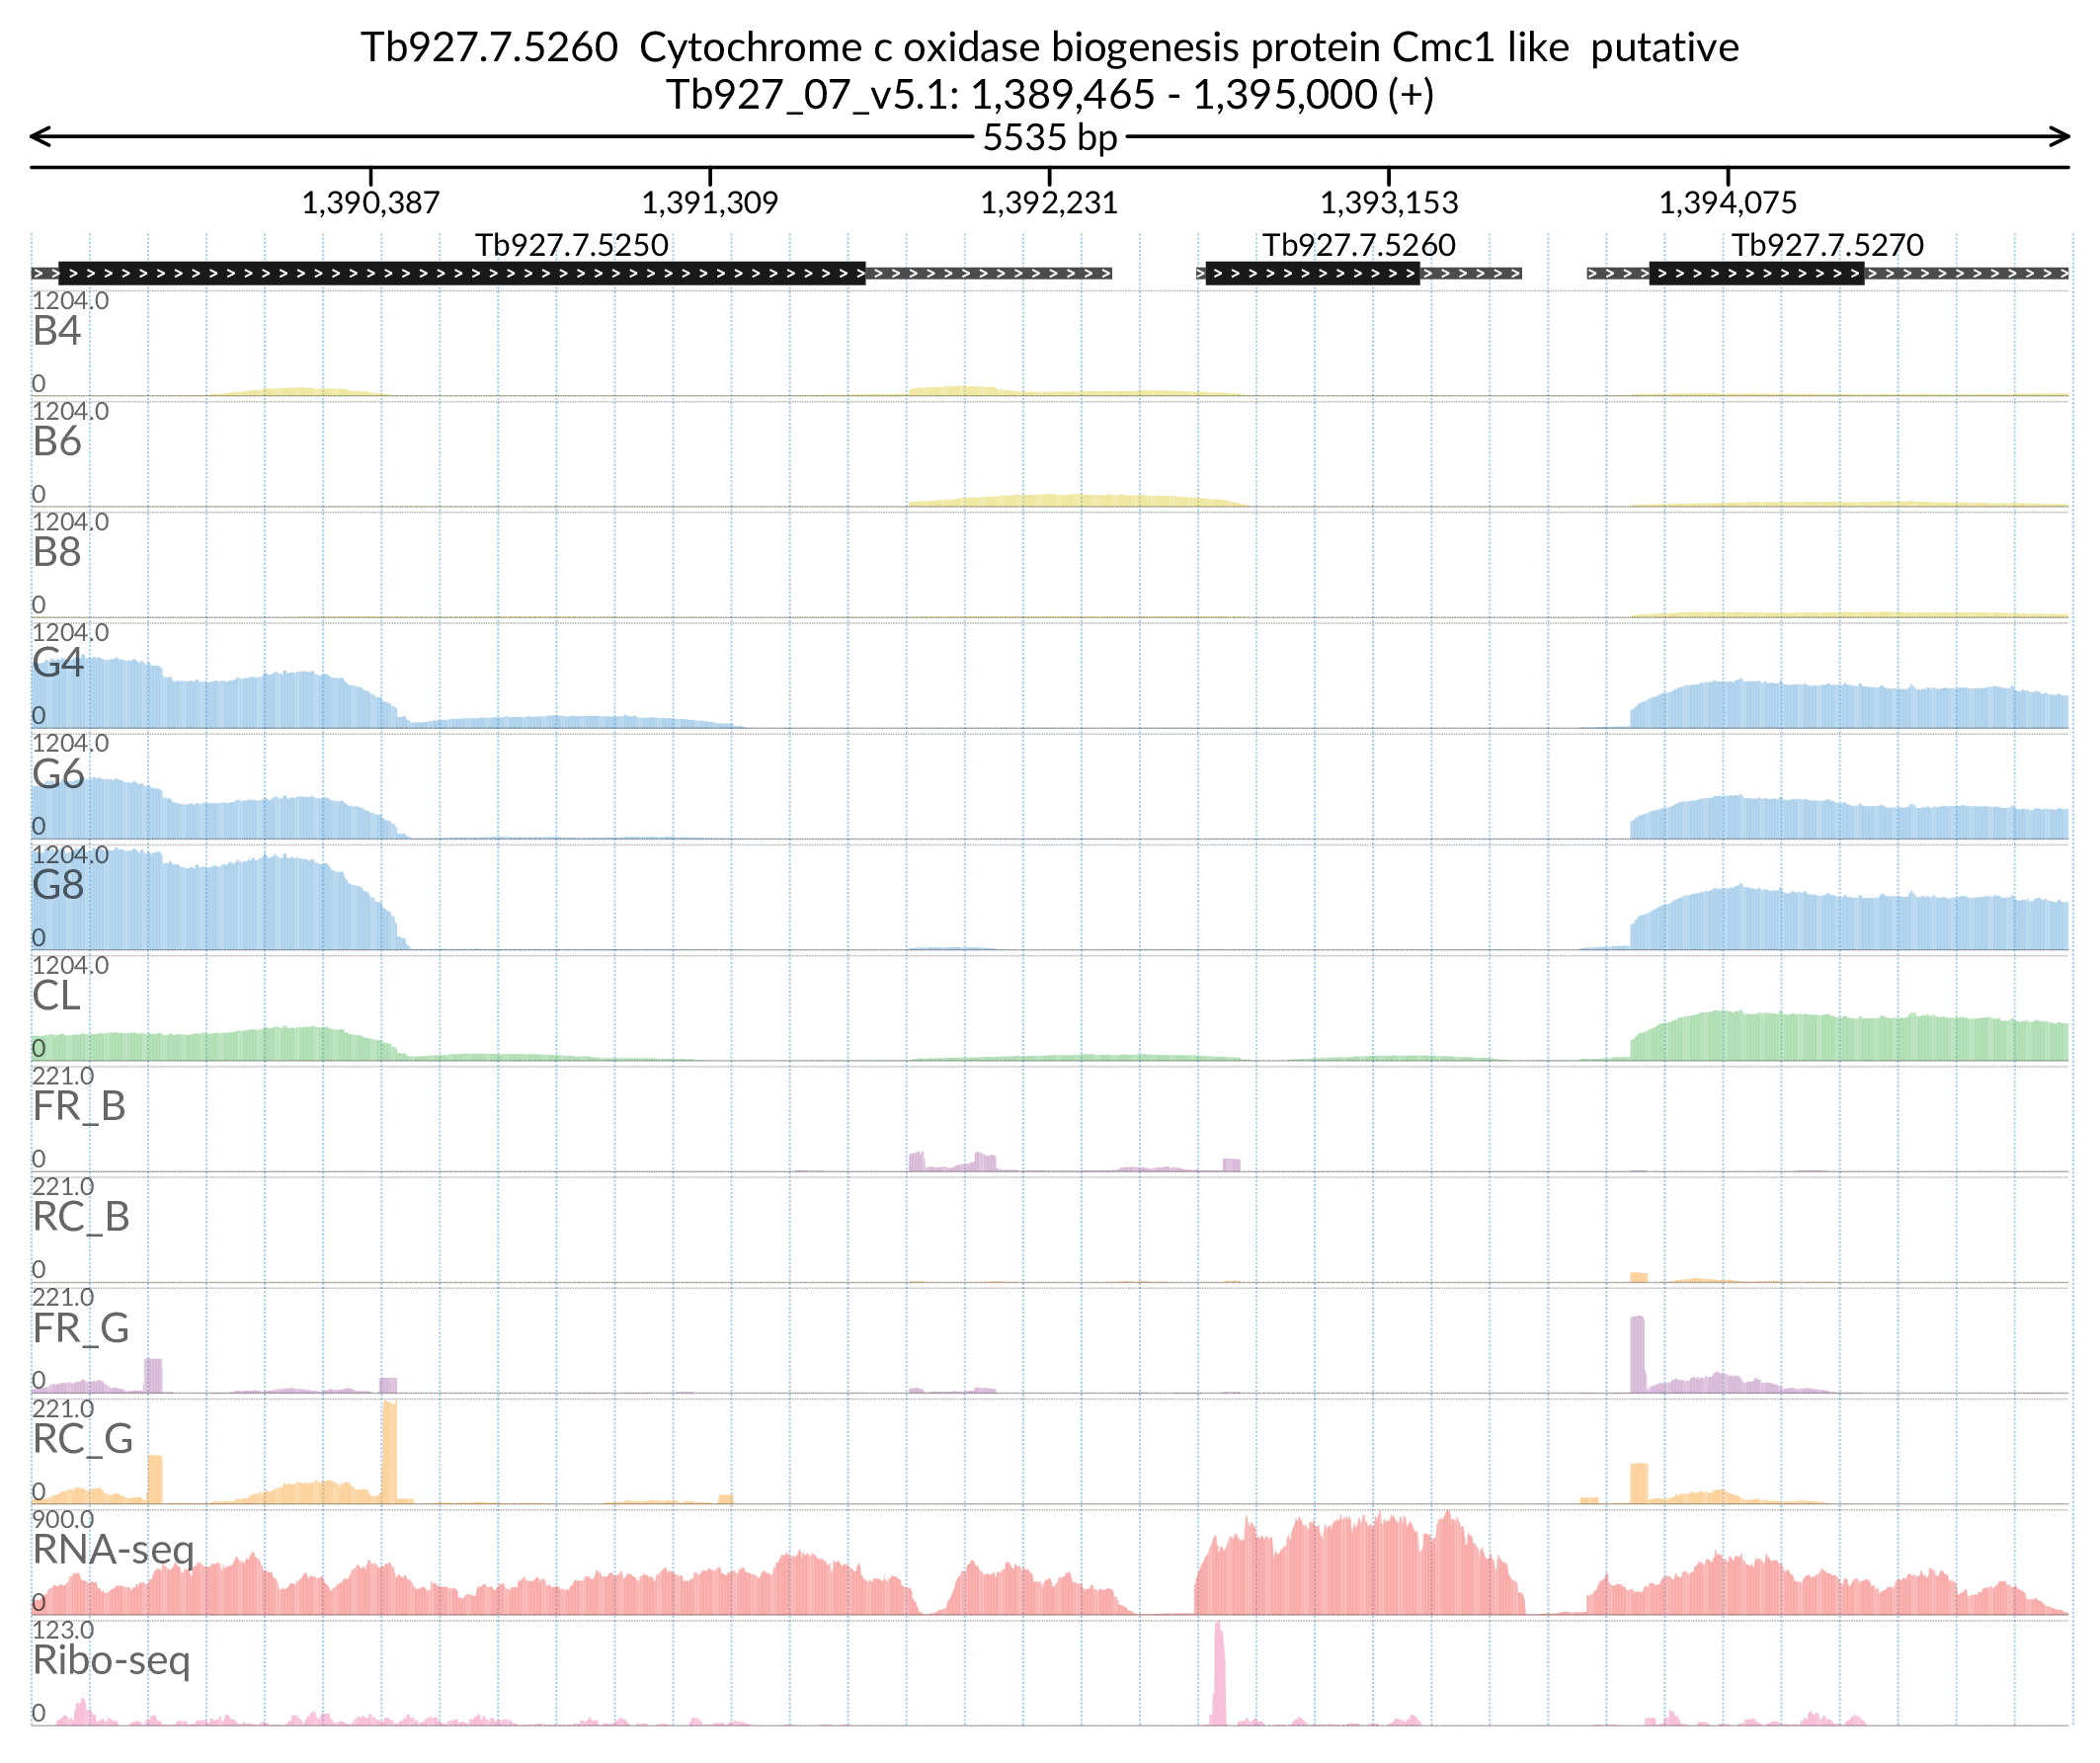 Tb927.7.5260  Cytochrome c oxidase biogenesis protein Cmc1 like  putative
Tb927_07_v5.1: 1,389,465 - 1,395,000 (+)
5535 bp
1,390,387 1,391,309 1,392,231 1,393,153 1,394,075
Tb927.7.5250 Tb927.7.5260 Tb927.7.5270
1204.0
B4
0
1204.0
B6
0
1204.0
B8
0
1204.0
G4
0
1204.0
G6
0
1204.0
G8
0
1204.0
CL
0
221.0
FR_B
0
221.0
RC_B
0
221.0
FR_G
0
221.0
RC_G
0
900.0
RNA-seq
0
123.0
Ribo-seq
0